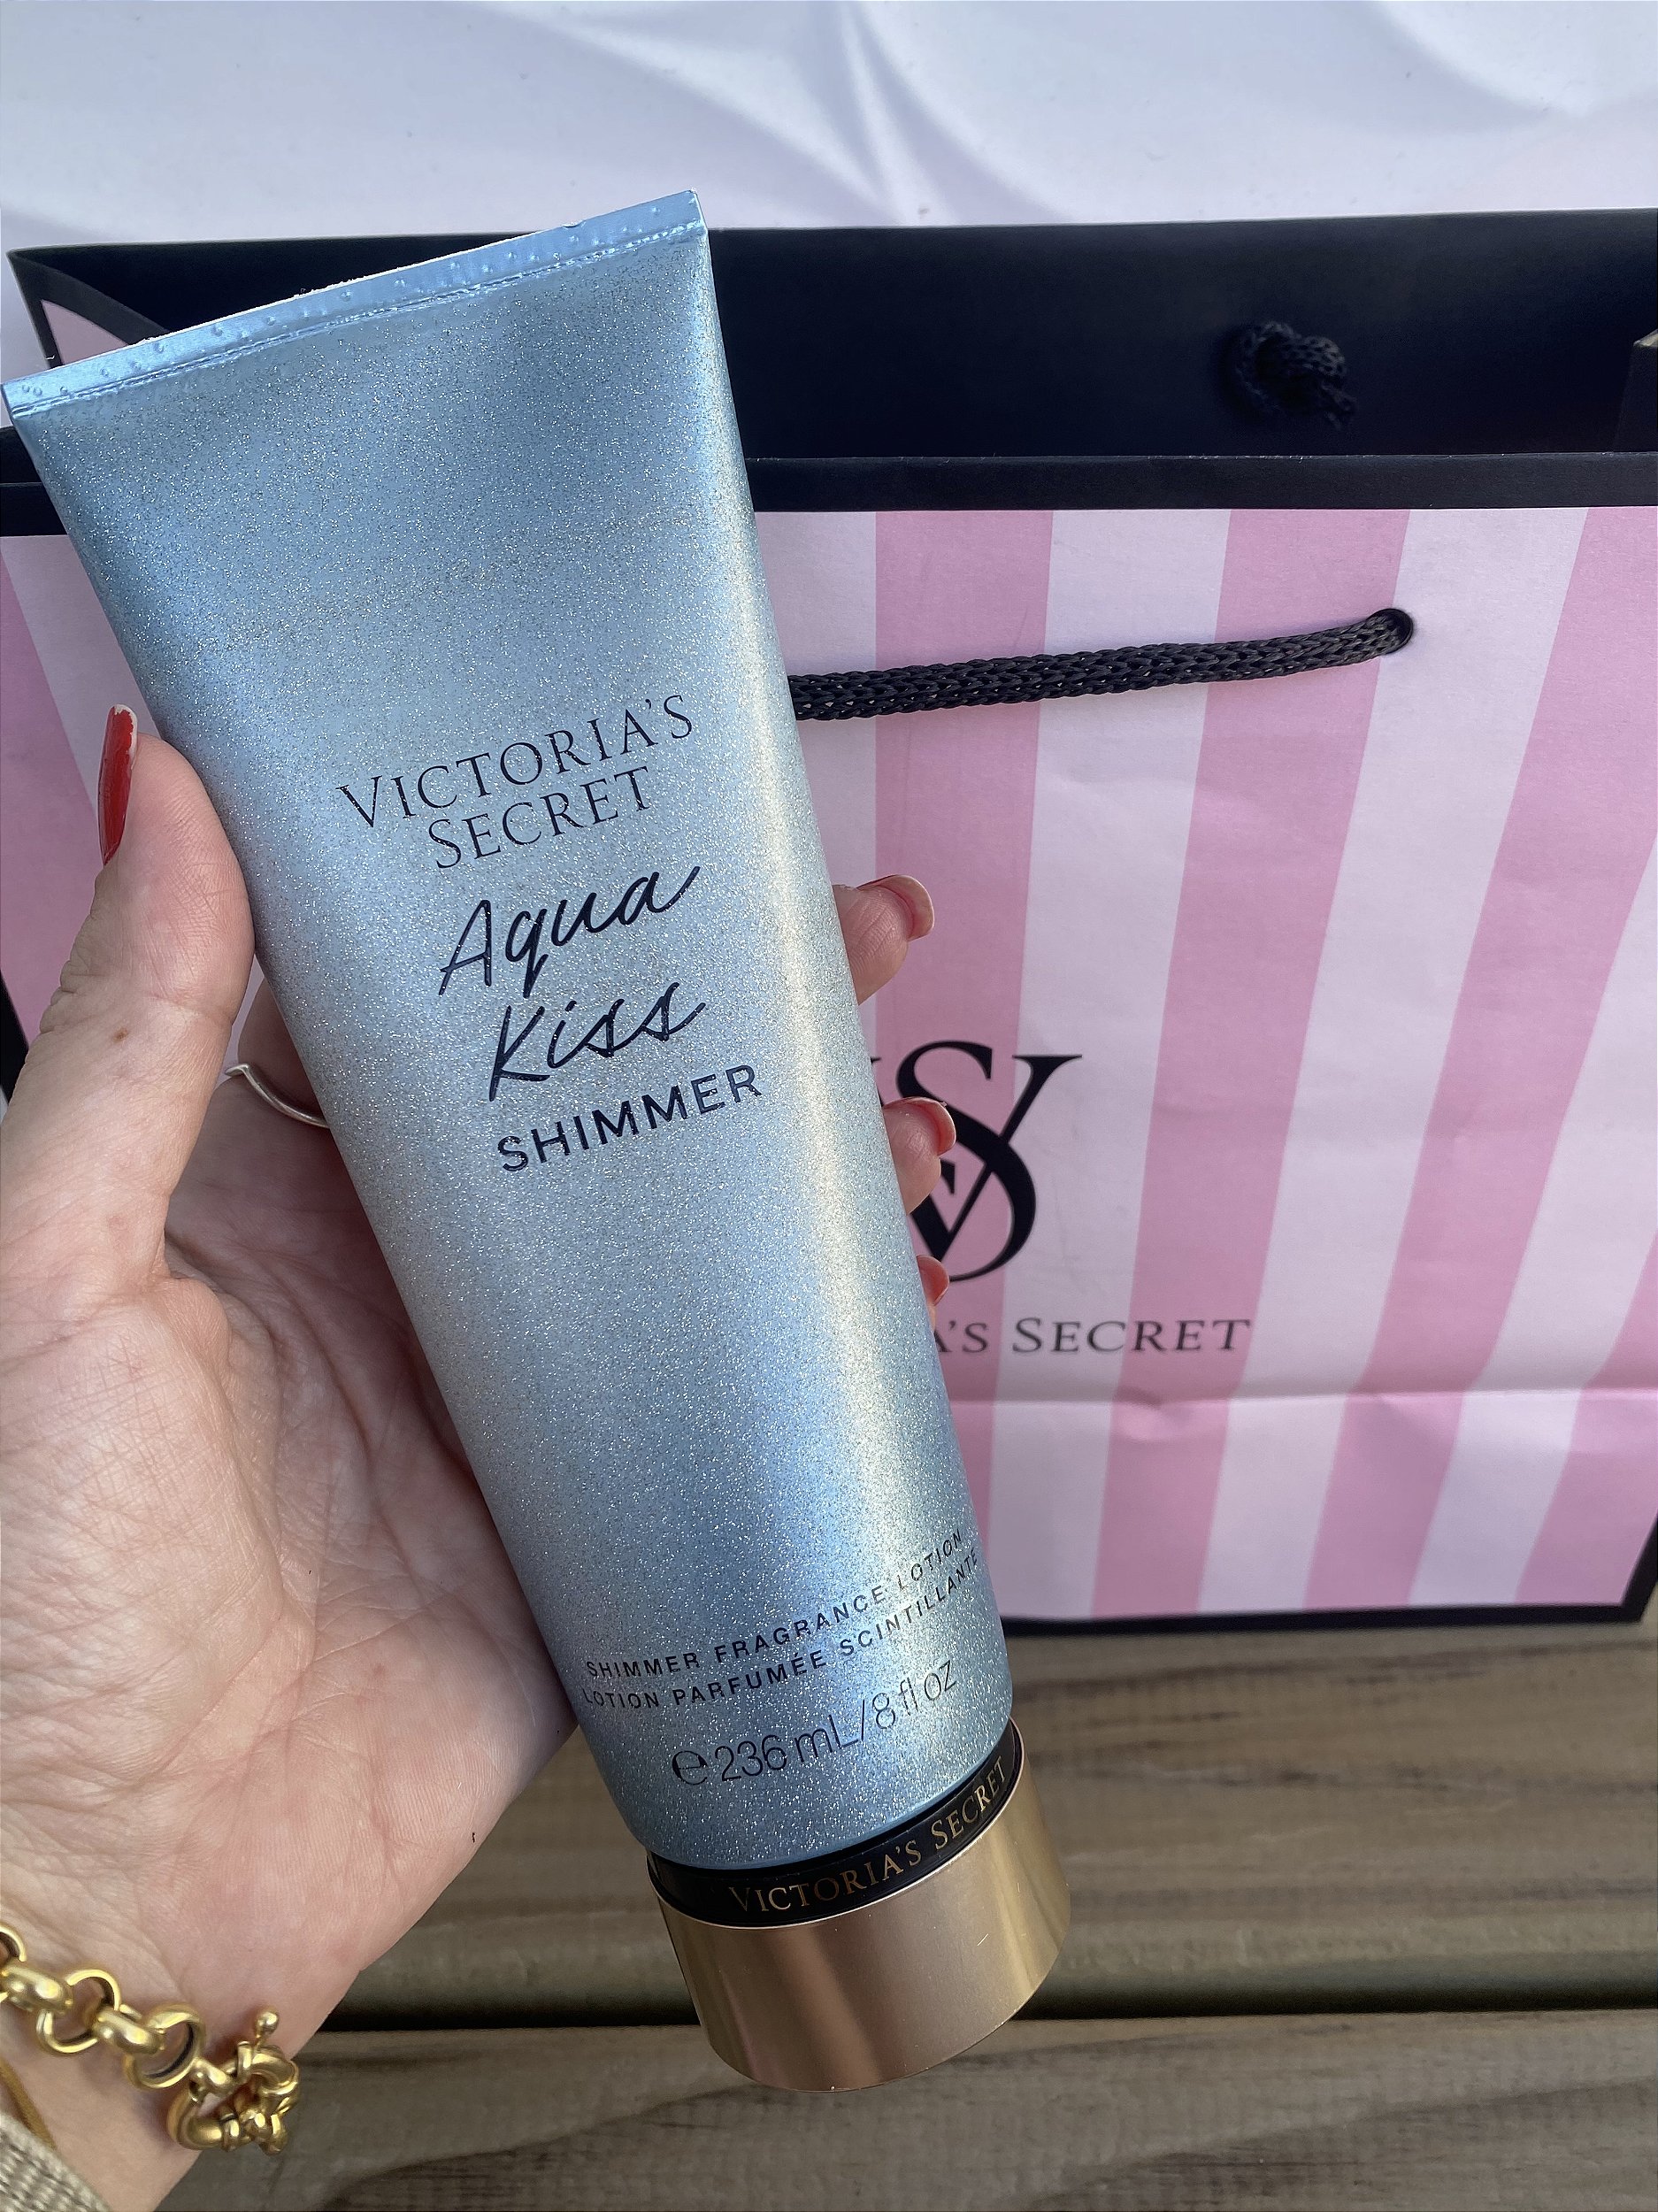 VICTORIA'S
SECRET
Aqua
Kiss
SHIMMER
SHIMMER FRAGRANCE LOTION
LOTION PARFUMÉE SCINTILLANTE
℮ 236 mL/8 fl oz
VICTORIA'S SECRET
VS
A'S SECRET